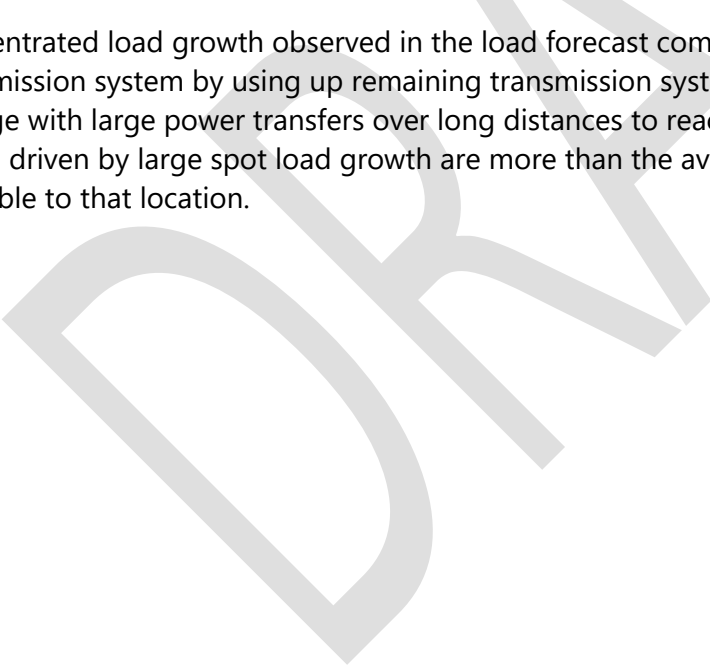 entrated load growth observed in the load forecast com
mission system by using up remaining transmission syst
ge with large power transfers over long distances to reac
driven by large spot load growth are more than the av
ble to that location.
DRA